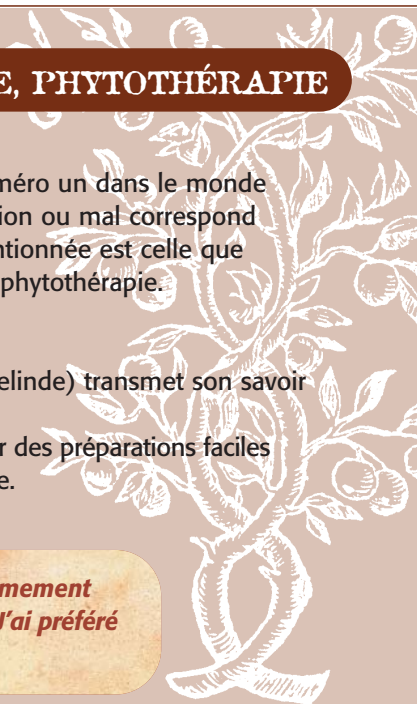 E, PHYTOTHÉRAPIE
méro un dans le monde
ion ou mal correspond
ntionnée est celle que
phytothérapie.
elinde) transmet son savoir
r des préparations faciles
e.
mement
J'ai préféré